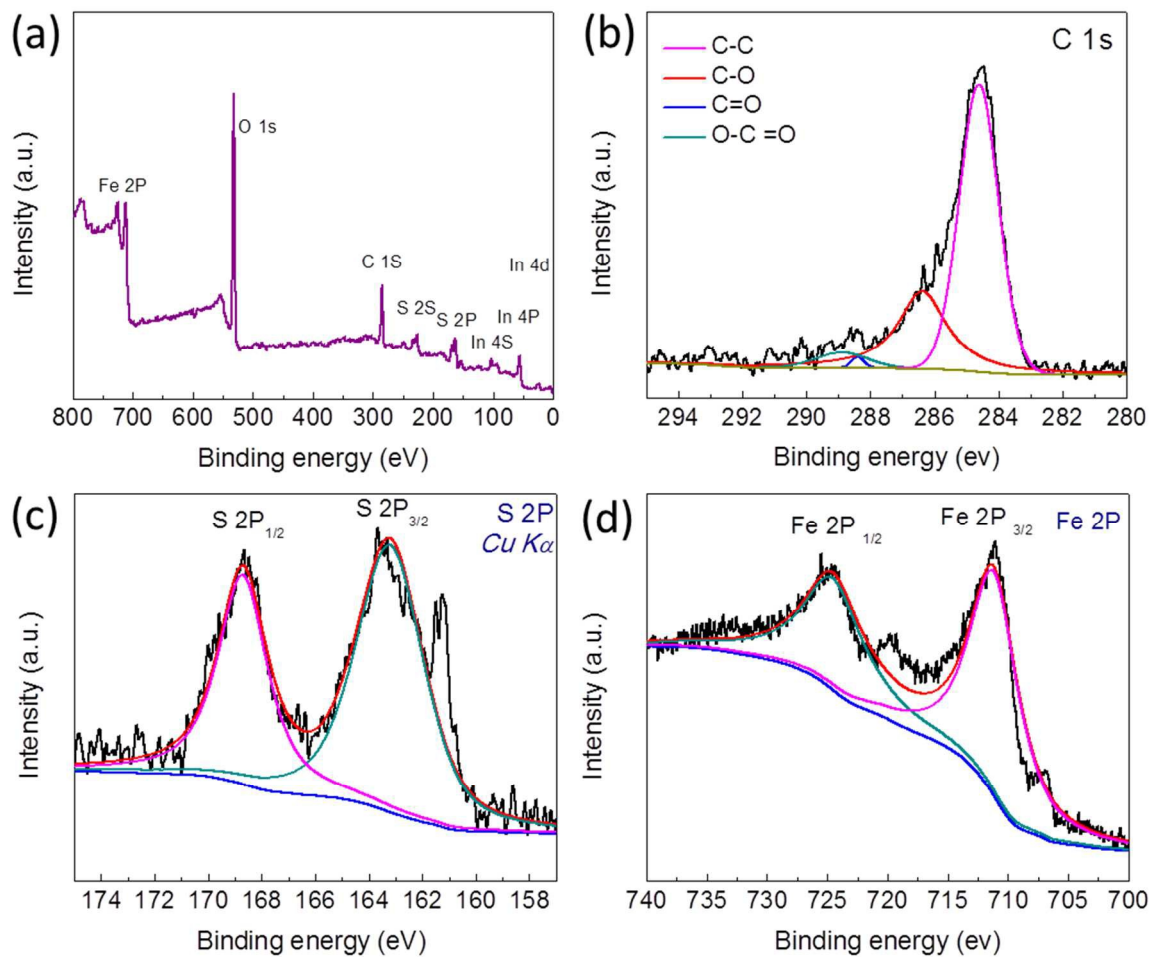 (a)
O 1s
Fe 2P
C 1S
In 4d
S 2S
S 2P
In 4P
In 4S
Intensity (a.u.)
800 700 600 500 400 300 200 100 0
Binding energy (eV)
(b)
C 1s
C-C
C-O
C=O
O-C =O
Intensity (a.u.)
294 292 290 288 286 284 282 280
Binding energy (ev)
(c)
S 2P1/2
S 2P3/2
S 2P
Cu Kα
Intensity (a.u.)
174 172 170 168 166 164 162 160 158
Binding energy (eV)
(d)
Fe 2P 1/2
Fe 2P 3/2
Fe 2P
Intensity (a.u.)
740 735 730 725 720 715 710 705 700
Binding energy (ev)